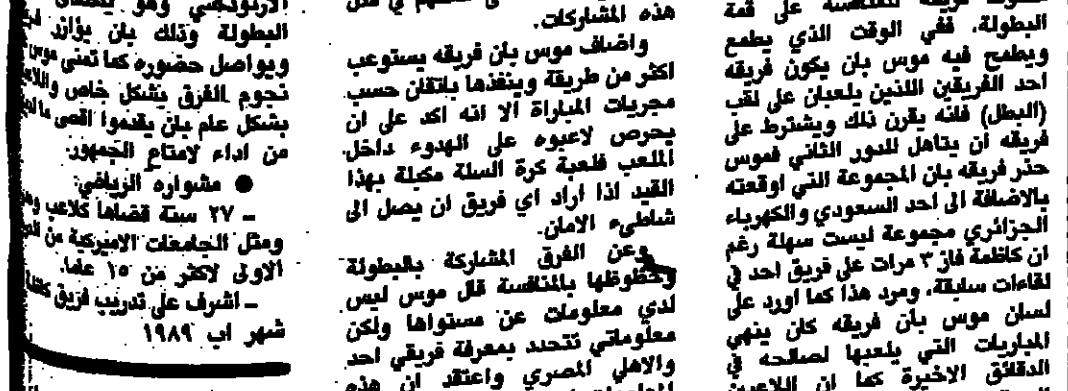 البطولة. ففي الوقت الذي يطمع
ويطمح فيه موس بان يكون فريقه
احد الفريقين اللذين يلعبان على لقب
(البطل) فانه يقرن ذلك ويشترط على
فريقه ان يتاهل للدور الثاني فموس
حذر فريقه بان المجموعة التي اوقعته
بالاضافة الى احد السعودي والكهرباء
الجزائري مجموعة ليست سهلة رغم
ان كاظمة فاز ٣ مرات على فريق احد في
لقاءات سابقة. ومرد هذا كما اورد على
لسان موس بان فريقه كان ينهي
المباريات التي يلعبها لصالحه في
الدقائق الاخيرة كما ان اللاعبين
هذه المشاركات.
واضاف موس بان فريقه يستوعب
اكثر من طريقة وينفذها باتقان حسب
مجريات المباراة الا انه اكد على ان
يحرص لاعبوه على الهدوء داخل
الملعب فلعبة كرة السلة مكبلة بهذا
القيد اذا اراد اي فريق ان يصل الى
شاطىء الامان.
وعن الفرق المشاركة بالبطولة
وحظوظها بالمنافسة قال موس ليس
لدي معلومات عن مستواها ولكن
معلوماتي تتحدد بمعرفة فريقي احد
والاهلي المصري واعتقد ان هذه
البطولة وذلك بان يؤازر
ويواصل حضوره كما تمنى موس
نجوم الفرق بشكل خاص
بشكل عام بان يقدموا اقصى
من اداء لامتاع الجمهور.
● مشواره الرياضي:
ـ ٢٧ سنة قضاها كلاعب
ومثل الجامعات الاميركية من
الاولى لاكثر من ١٥ عاما.
ـ اشرف على تدريب فريق
شهر اب ١٩٨٩